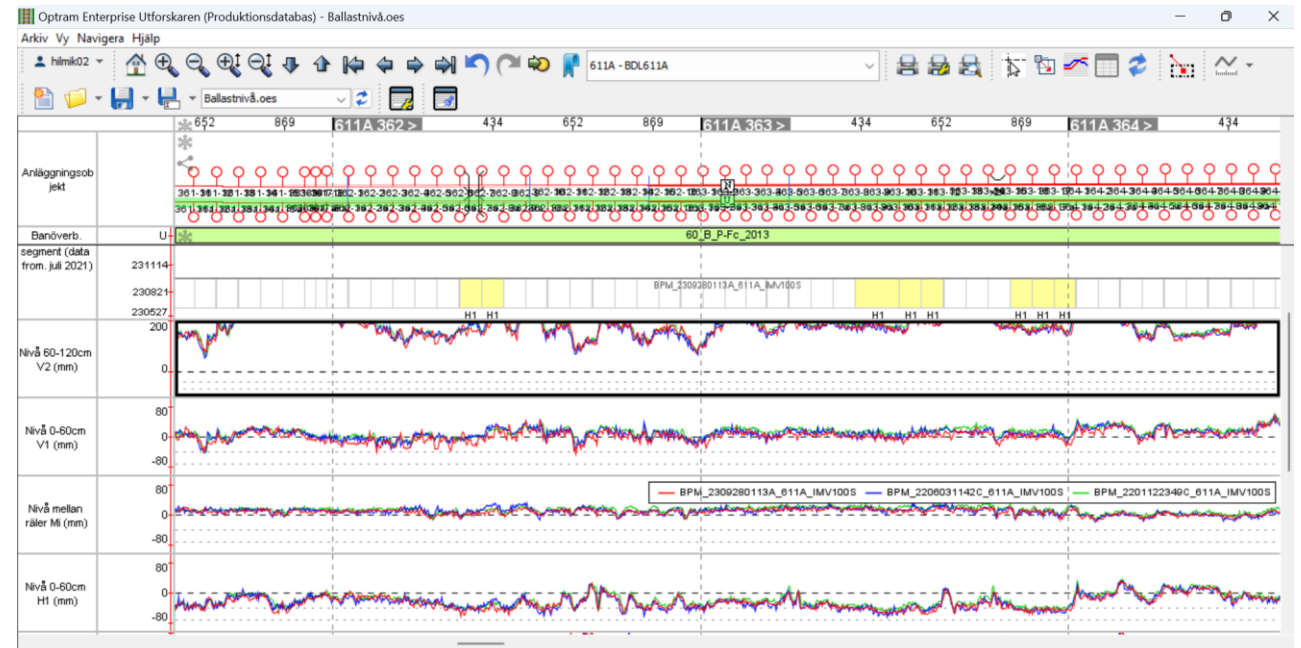 Optram Enterprise Utforskaren (Produktionsdatabas) - Ballastnivå.oes
Arkiv Vy Navigera Hjälp
hilmik02
611A - BDL611A
Ballastnivå.oes
652 869 611A 362 > 434 652 869 611A 363 > 434 652 869 611A 364 > 434
Anläggningsob
jekt
N
U
Banöverb. U 60_B_P-Fc_2013
segment (data
from. juli 2021)
231114
230821
230527
BPM_2309280113A_611A_IMV100S
H1 H1 H1 H1 H1 H1 H1 H1
Nivå 60-120cm
V2 (mm)
200
0
Nivå 0-60cm
V1 (mm)
80
0
-80
Nivå mellan
räler Mi (mm)
80
0
-80
BPM_2309280113A_611A_IMV100S BPM_2206031142C_611A_IMV100S BPM_2201122349C_611A_IMV100S
Nivå 0-60cm
H1 (mm)
80
0
-80